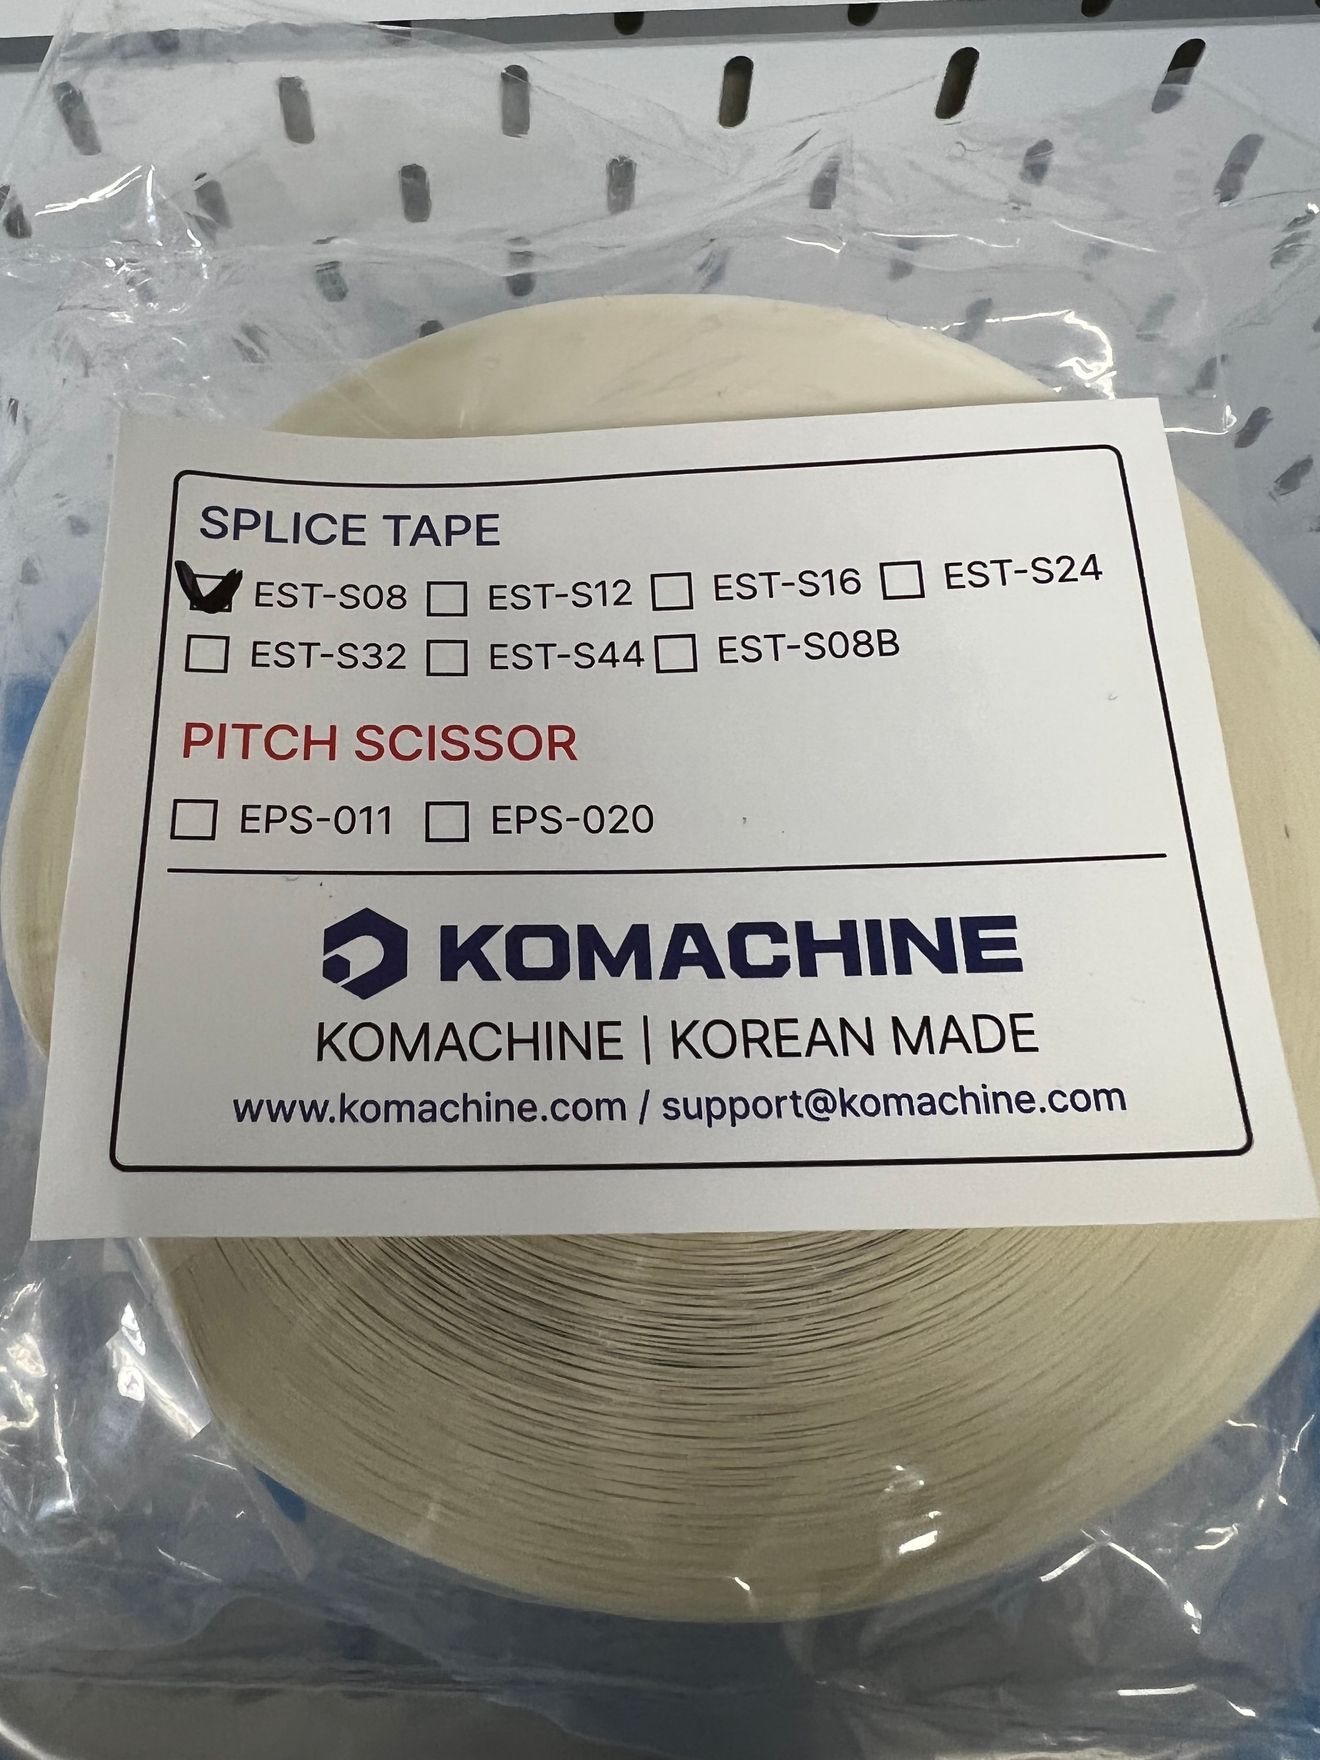 SPLICE TAPE
EST-S08 EST-S12 EST-S16 EST-S24
EST-S32 EST-S44 EST-S08B
PITCH SCISSOR
EPS-011 EPS-020
KOMACHINE
KOMACHINE | KOREAN MADE
www.komachine.com / support@komachine.com